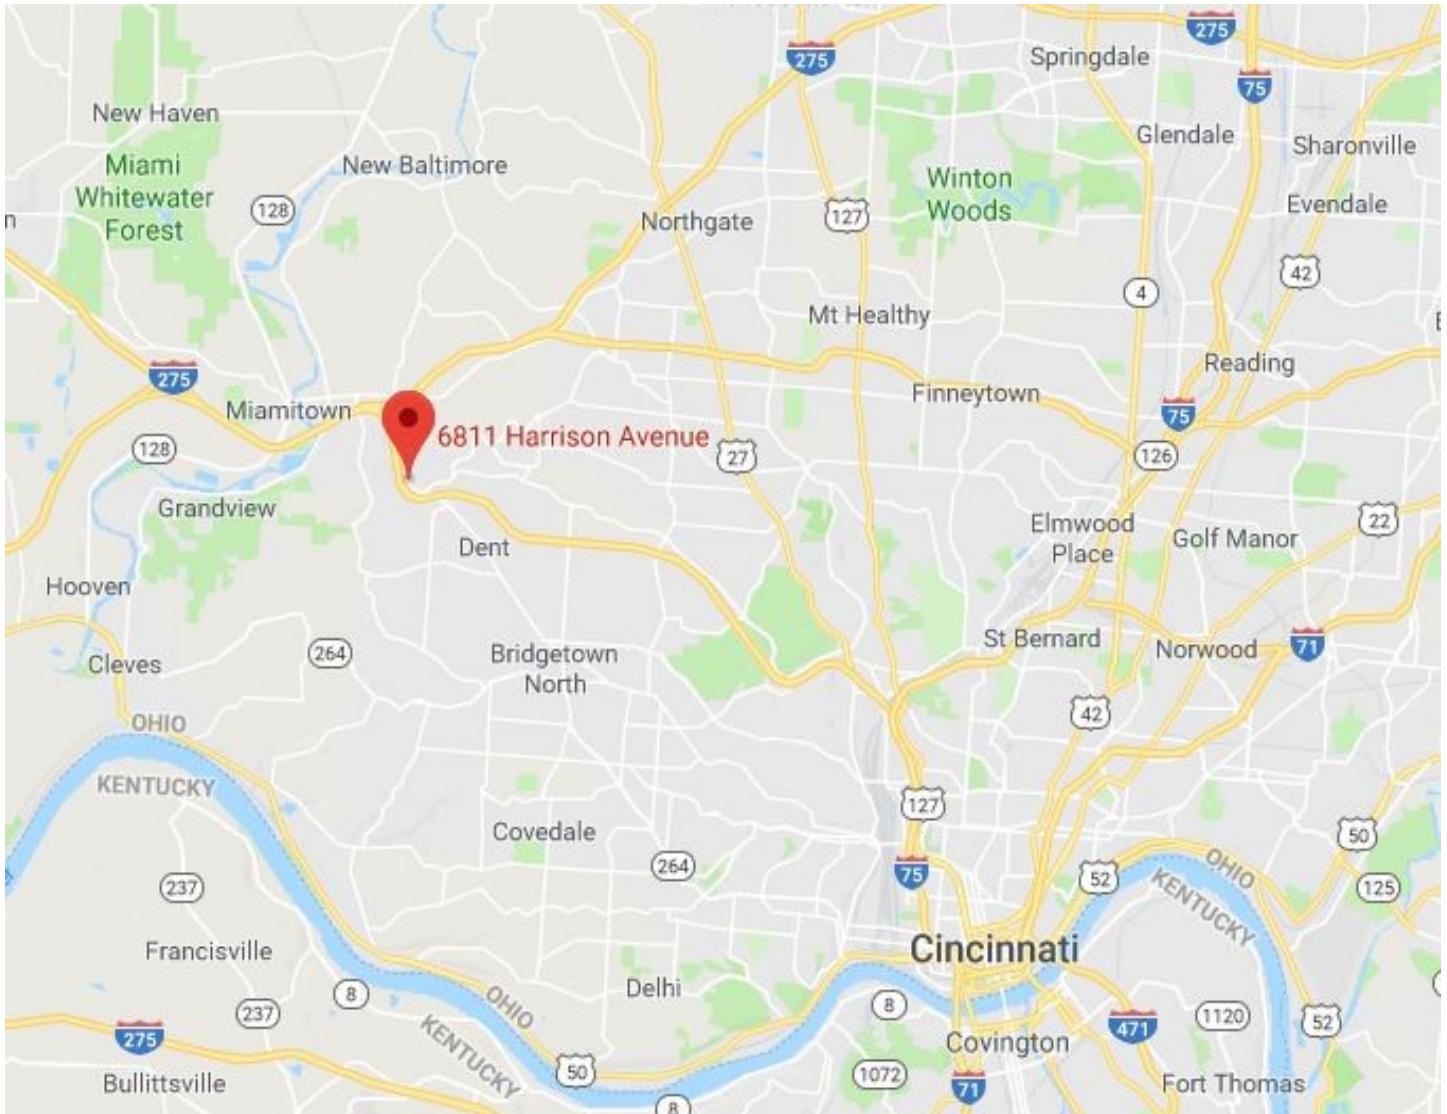 275
Springdale
275
75
New Haven
Glendale
Sharonville
New Baltimore
Miami
Whitewater
Forest
128
Winton
Woods
127
Northgate
Evendale
n
42
4
Mt Healthy
E
Reading
275
Finneytown
Miamitown
75
6811 Harrison Avenue
128
27
126
Grandview
22
Elmwood
Place
Golf Manor
Dent
Hooven
264
Bridgetown
North
St Bernard
Norwood
71
Cleves
42
OHIO
KENTUCKY
127
Covedale
50
264
75
52
OHIO
KENTUCKY
125
237
Francisville
Cincinnati
8
OHIO
KENTUCKY
Delhi
8
237
275
471
1120
52
Covington
50
1072
71
Bullittsville
Fort Thomas
8